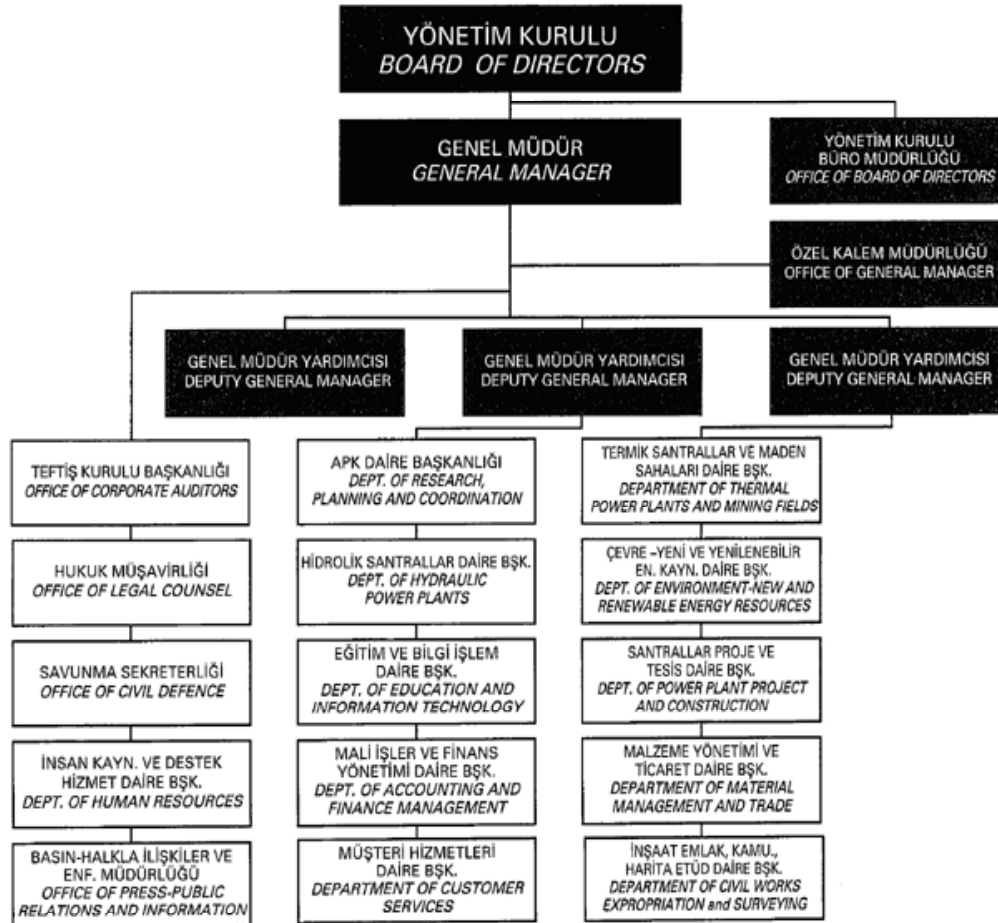 YÖNETİM KURULU
BOARD OF DIRECTORS
GENEL MÜDÜR
GENERAL MANAGER
YÖNETİM KURULU
BÜRO MÜDÜRLÜĞÜ
OFFICE OF BOARD OF DIRECTORS
ÖZEL KALEM MÜDÜRLÜĞÜ
OFFICE OF GENERAL MANAGER
GENEL MÜDÜR YARDIMCISI
DEPUTY GENERAL MANAGER
GENEL MÜDÜR YARDIMCISI
DEPUTY GENERAL MANAGER
GENEL MÜDÜR YARDIMCISI
DEPUTY GENERAL MANAGER
TEFTİŞ KURULU BAŞKANLIĞI
OFFICE OF CORPORATE AUDITORS
HUKUK MÜŞAVİRLİĞİ
OFFICE OF LEGAL COUNSEL
SAVUNMA SEKRETERLİĞİ
OFFICE OF CIVIL DEFENCE
İNSAN KAYN. VE DESTEK
HİZMET DAİRE BŞK.
DEPT. OF HUMAN RESOURCES
BASIN-HALKLA İLİŞKİLER VE
ENF. MÜDÜRLÜĞÜ
OFFICE OF PRESS-PUBLIC
RELATIONS AND INFORMATION
APK DAİRE BAŞKANLIĞI
DEPT. OF RESEARCH,
PLANNING AND COORDINATION
HİDROLİK SANTRALLAR DAİRE BŞK.
DEPT. OF HYDRAULIC
POWER PLANTS
EĞİTİM VE BİLGİ İŞLEM
DAİRE BŞK.
DEPT. OF EDUCATION AND
INFORMATION TECHNOLOGY
MALİ İŞLER VE FİNANS
YÖNETİMİ DAİRE BŞK.
DEPT. OF ACCOUNTING AND
FINANCE MANAGEMENT
MÜŞTERİ HİZMETLERİ
DAİRE BŞK.
DEPARTMENT OF CUSTOMER
SERVICES
TERMİK SANTRALLAR VE MADEN
SAHALARI DAİRE BŞK.
DEPARTMENT OF THERMAL
POWER PLANTS AND MINING FIELDS
ÇEVRE –YENİ VE YENİLENEBİLİR
EN. KAYN. DAİRE BŞK.
DEPT. OF ENVIRONMENT-NEW AND
RENEWABLE ENERGY RESOURCES
SANTRALLAR PROJE VE
TESİS DAİRE BŞK.
DEPT. OF POWER PLANT PROJECT
AND CONSTRUCTION
MALZEME YÖNETİMİ VE
TİCARET DAİRE BŞK.
DEPARTMENT OF MATERIAL
MANAGEMENT AND TRADE
İNŞAAT EMLAK, KAMU.,
HARİTA ETÜD DAİRE BŞK.
DEPARTMENT OF CIVIL WORKS
EXPROPRIATION and SURVEYING